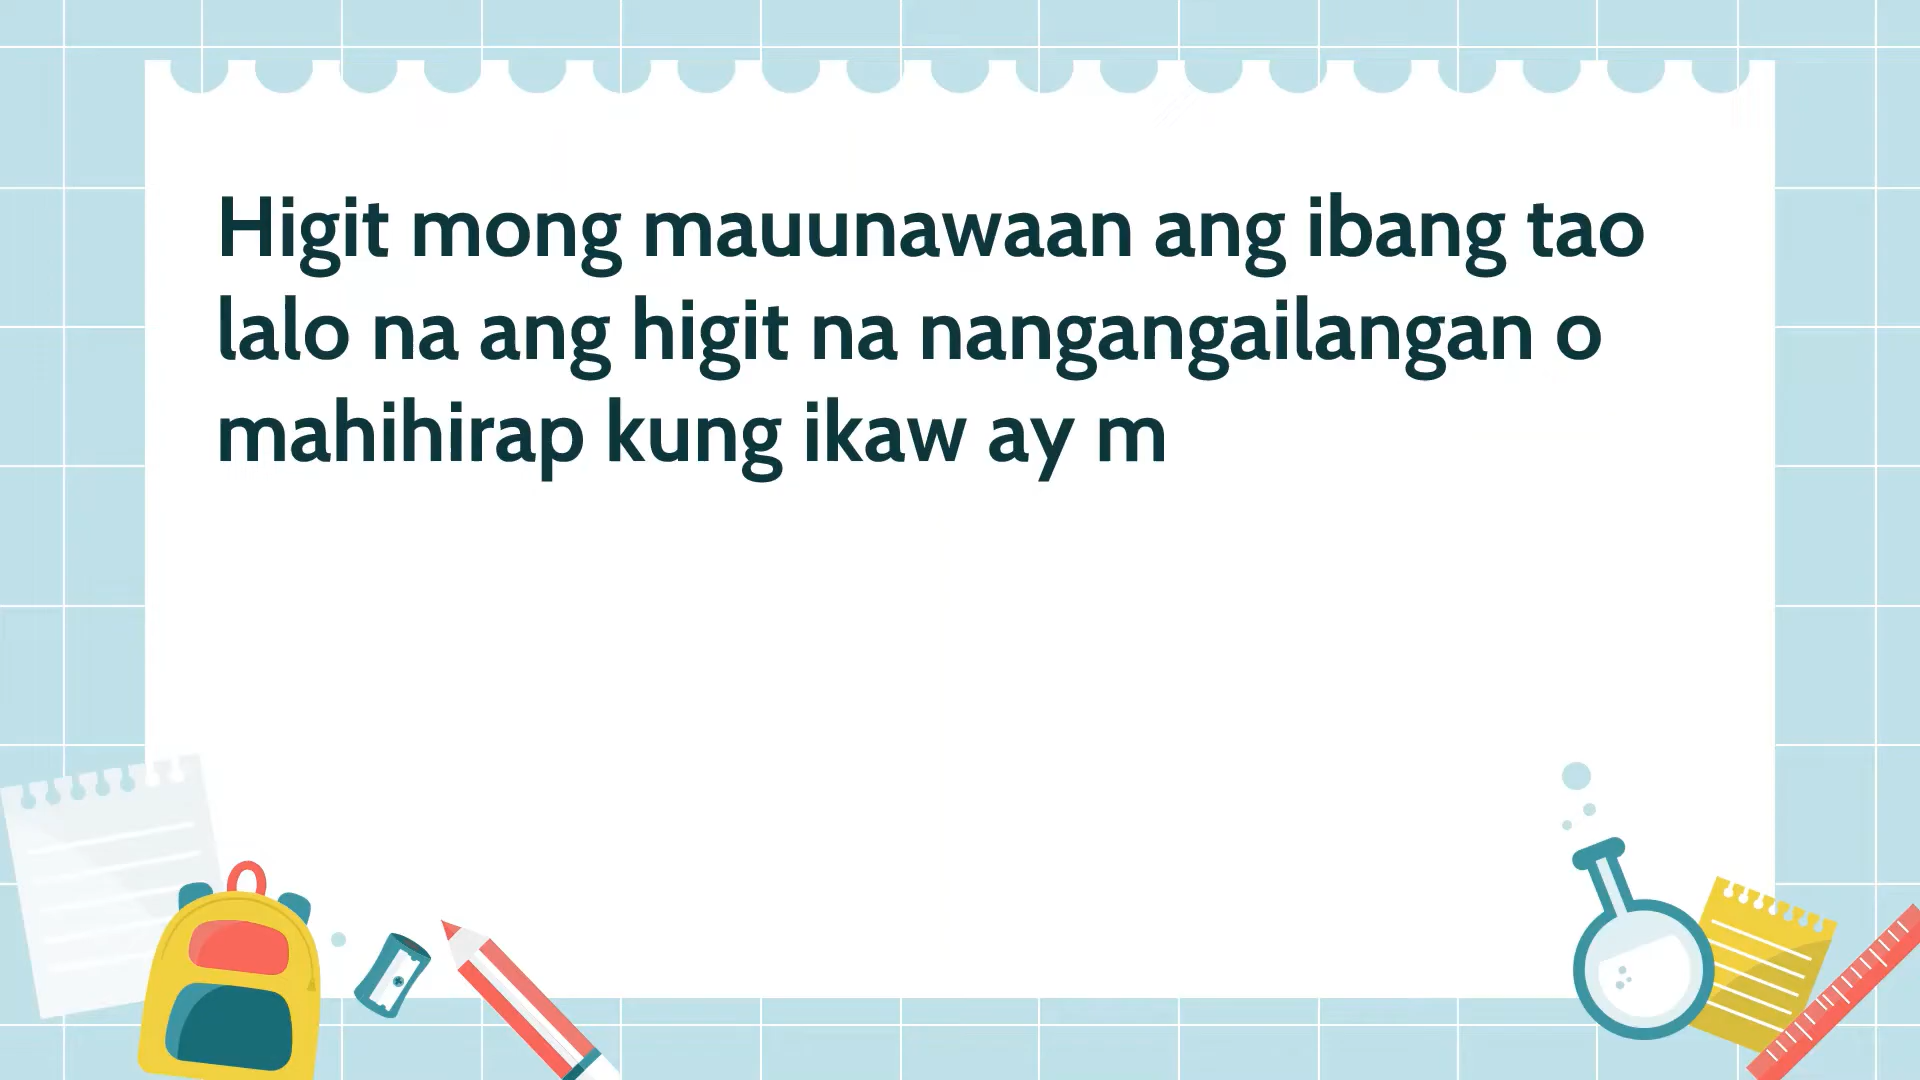 Higit mong mauunawaan ang ibang tao
lalo na ang higit na nangangailangan o
mahihirap kung ikaw ay m